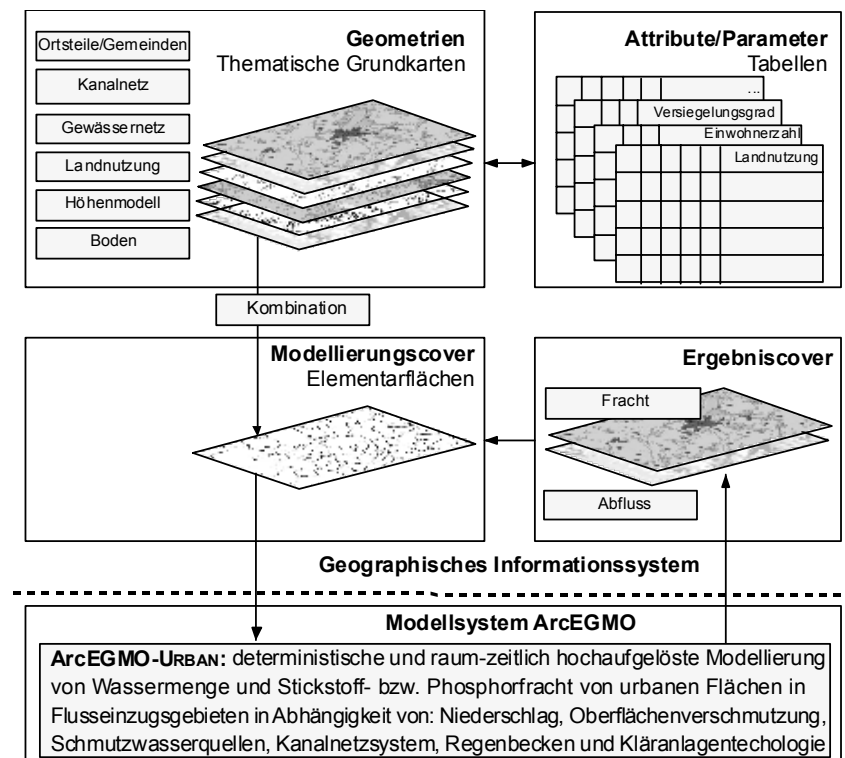 Geometrien
Thematische Grundkarten
Ortsteile/Gemeinden
Kanalnetz
Gewässernetz
Landnutzung
Höhenmodell
Boden
Attribute/Parameter
Tabellen
...
Versiegelungsgrad
Einwohnerzahl
Landnutzung
Kombination
Modellierungscover
Elementarflächen
Ergebniscover
Fracht
Abfluss
Geographisches Informationssystem
Modellsystem ArcEGMO
ArcEGMO-URBAN: deterministische und raum-zeitlich hochaufgelöste Modellierung
von Wassermenge und Stickstoff- bzw. Phosphorfracht von urbanen Flächen in
Flusseinzugsgebieten in Abhängigkeit von: Niederschlag, Oberflächenverschmutzung,
Schmutzwasserquellen, Kanalnetzsystem, Regenbecken und Kläranlagentechologie